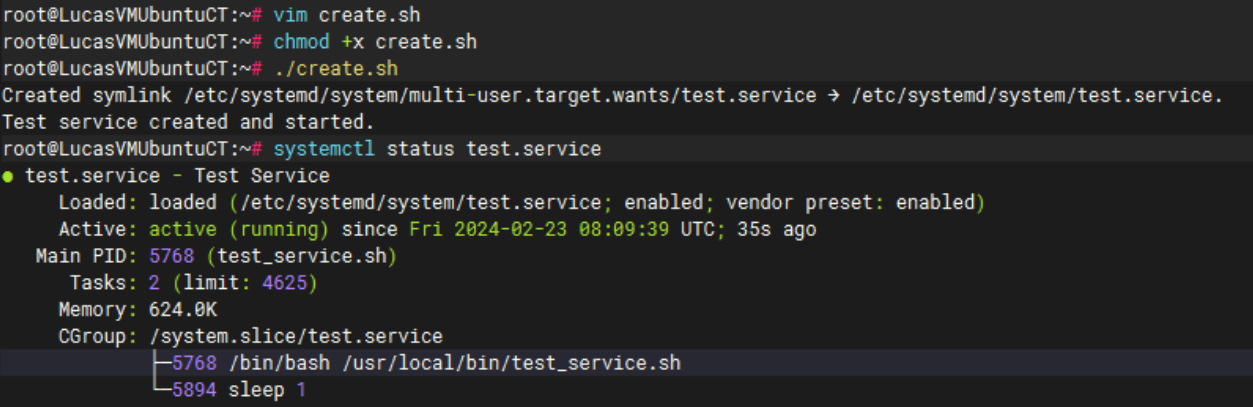 root@LucasVMUbuntuCT:~# vim create.sh
root@LucasVMUbuntuCT:~# chmod +x create.sh
root@LucasVMUbuntuCT:~# ./create.sh
Created symlink /etc/systemd/system/multi-user.target.wants/test.service → /etc/systemd/system/test.service.
Test service created and started.
root@LucasVMUbuntuCT:~# systemctl status test.service
● test.service - Test Service
     Loaded: loaded (/etc/systemd/system/test.service; enabled; vendor preset: enabled)
     Active: active (running) since Fri 2024-02-23 08:09:39 UTC; 35s ago
   Main PID: 5768 (test_service.sh)
      Tasks: 2 (limit: 4625)
     Memory: 624.0K
     CGroup: /system.slice/test.service
             ├─5768 /bin/bash /usr/local/bin/test_service.sh
             └─5894 sleep 1